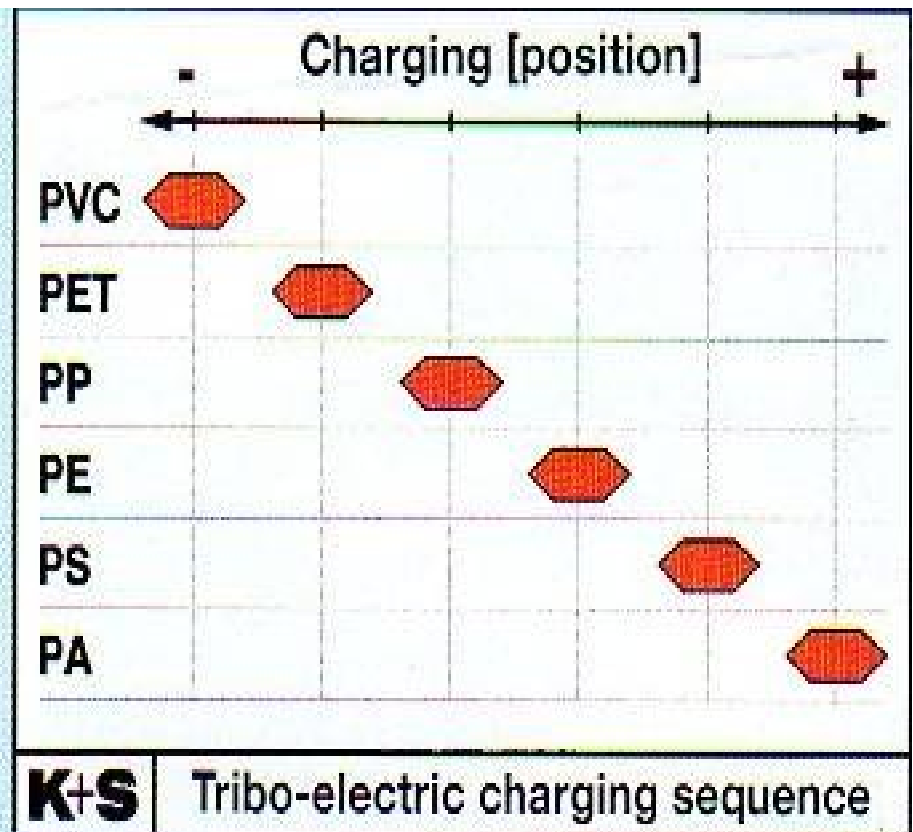 Charging [position]
- +
PVC
PET
PP
PE
PS
PA
K+S Tribo-electric charging sequence